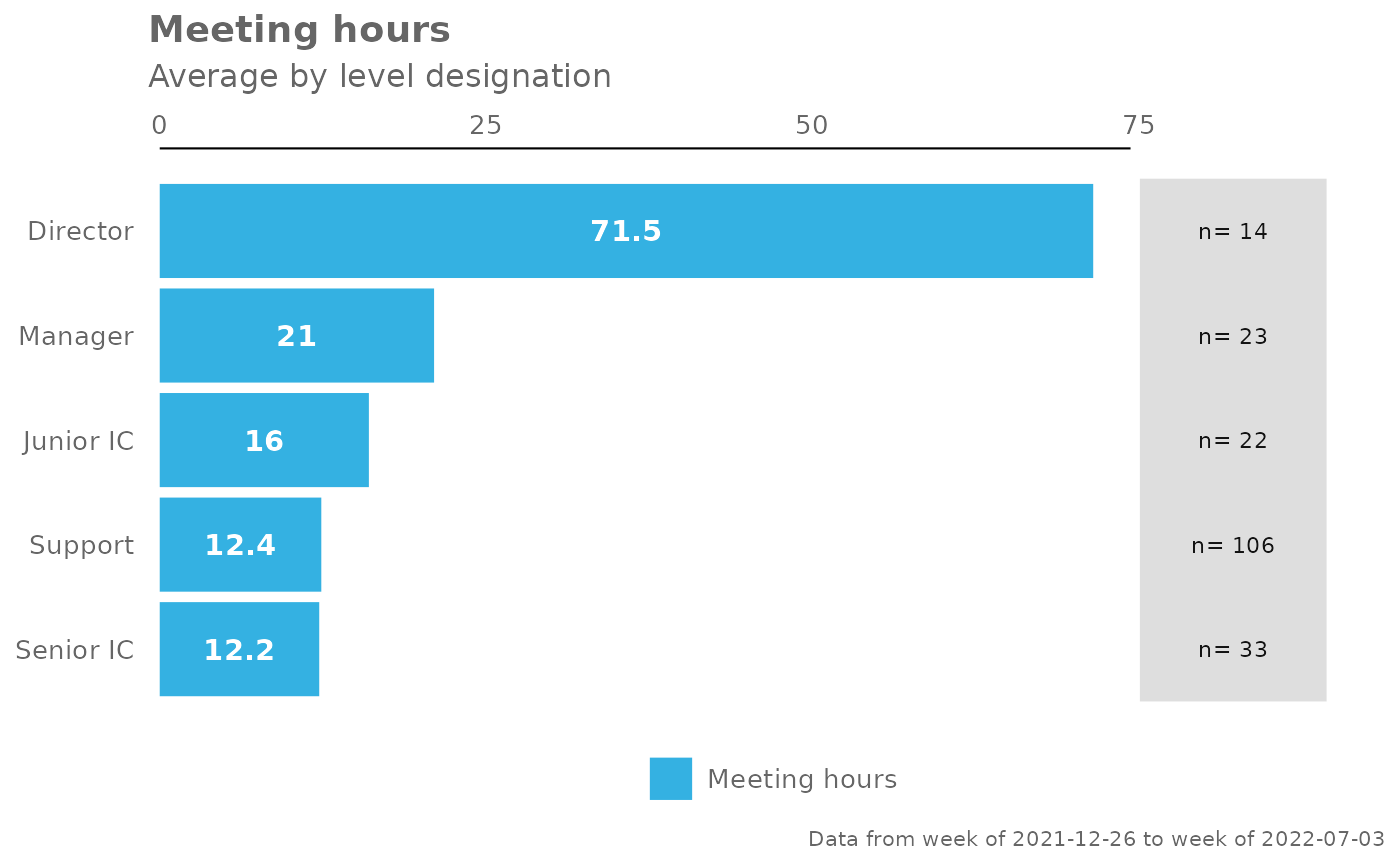 Meeting hours
Average by level designation
0 25 50 75
Director 71.5 n= 14
Manager 21 n= 23
Junior IC 16 n= 22
Support 12.4 n= 106
Senior IC 12.2 n= 33
Meeting hours
Data from week of 2021-12-26 to week of 2022-07-03